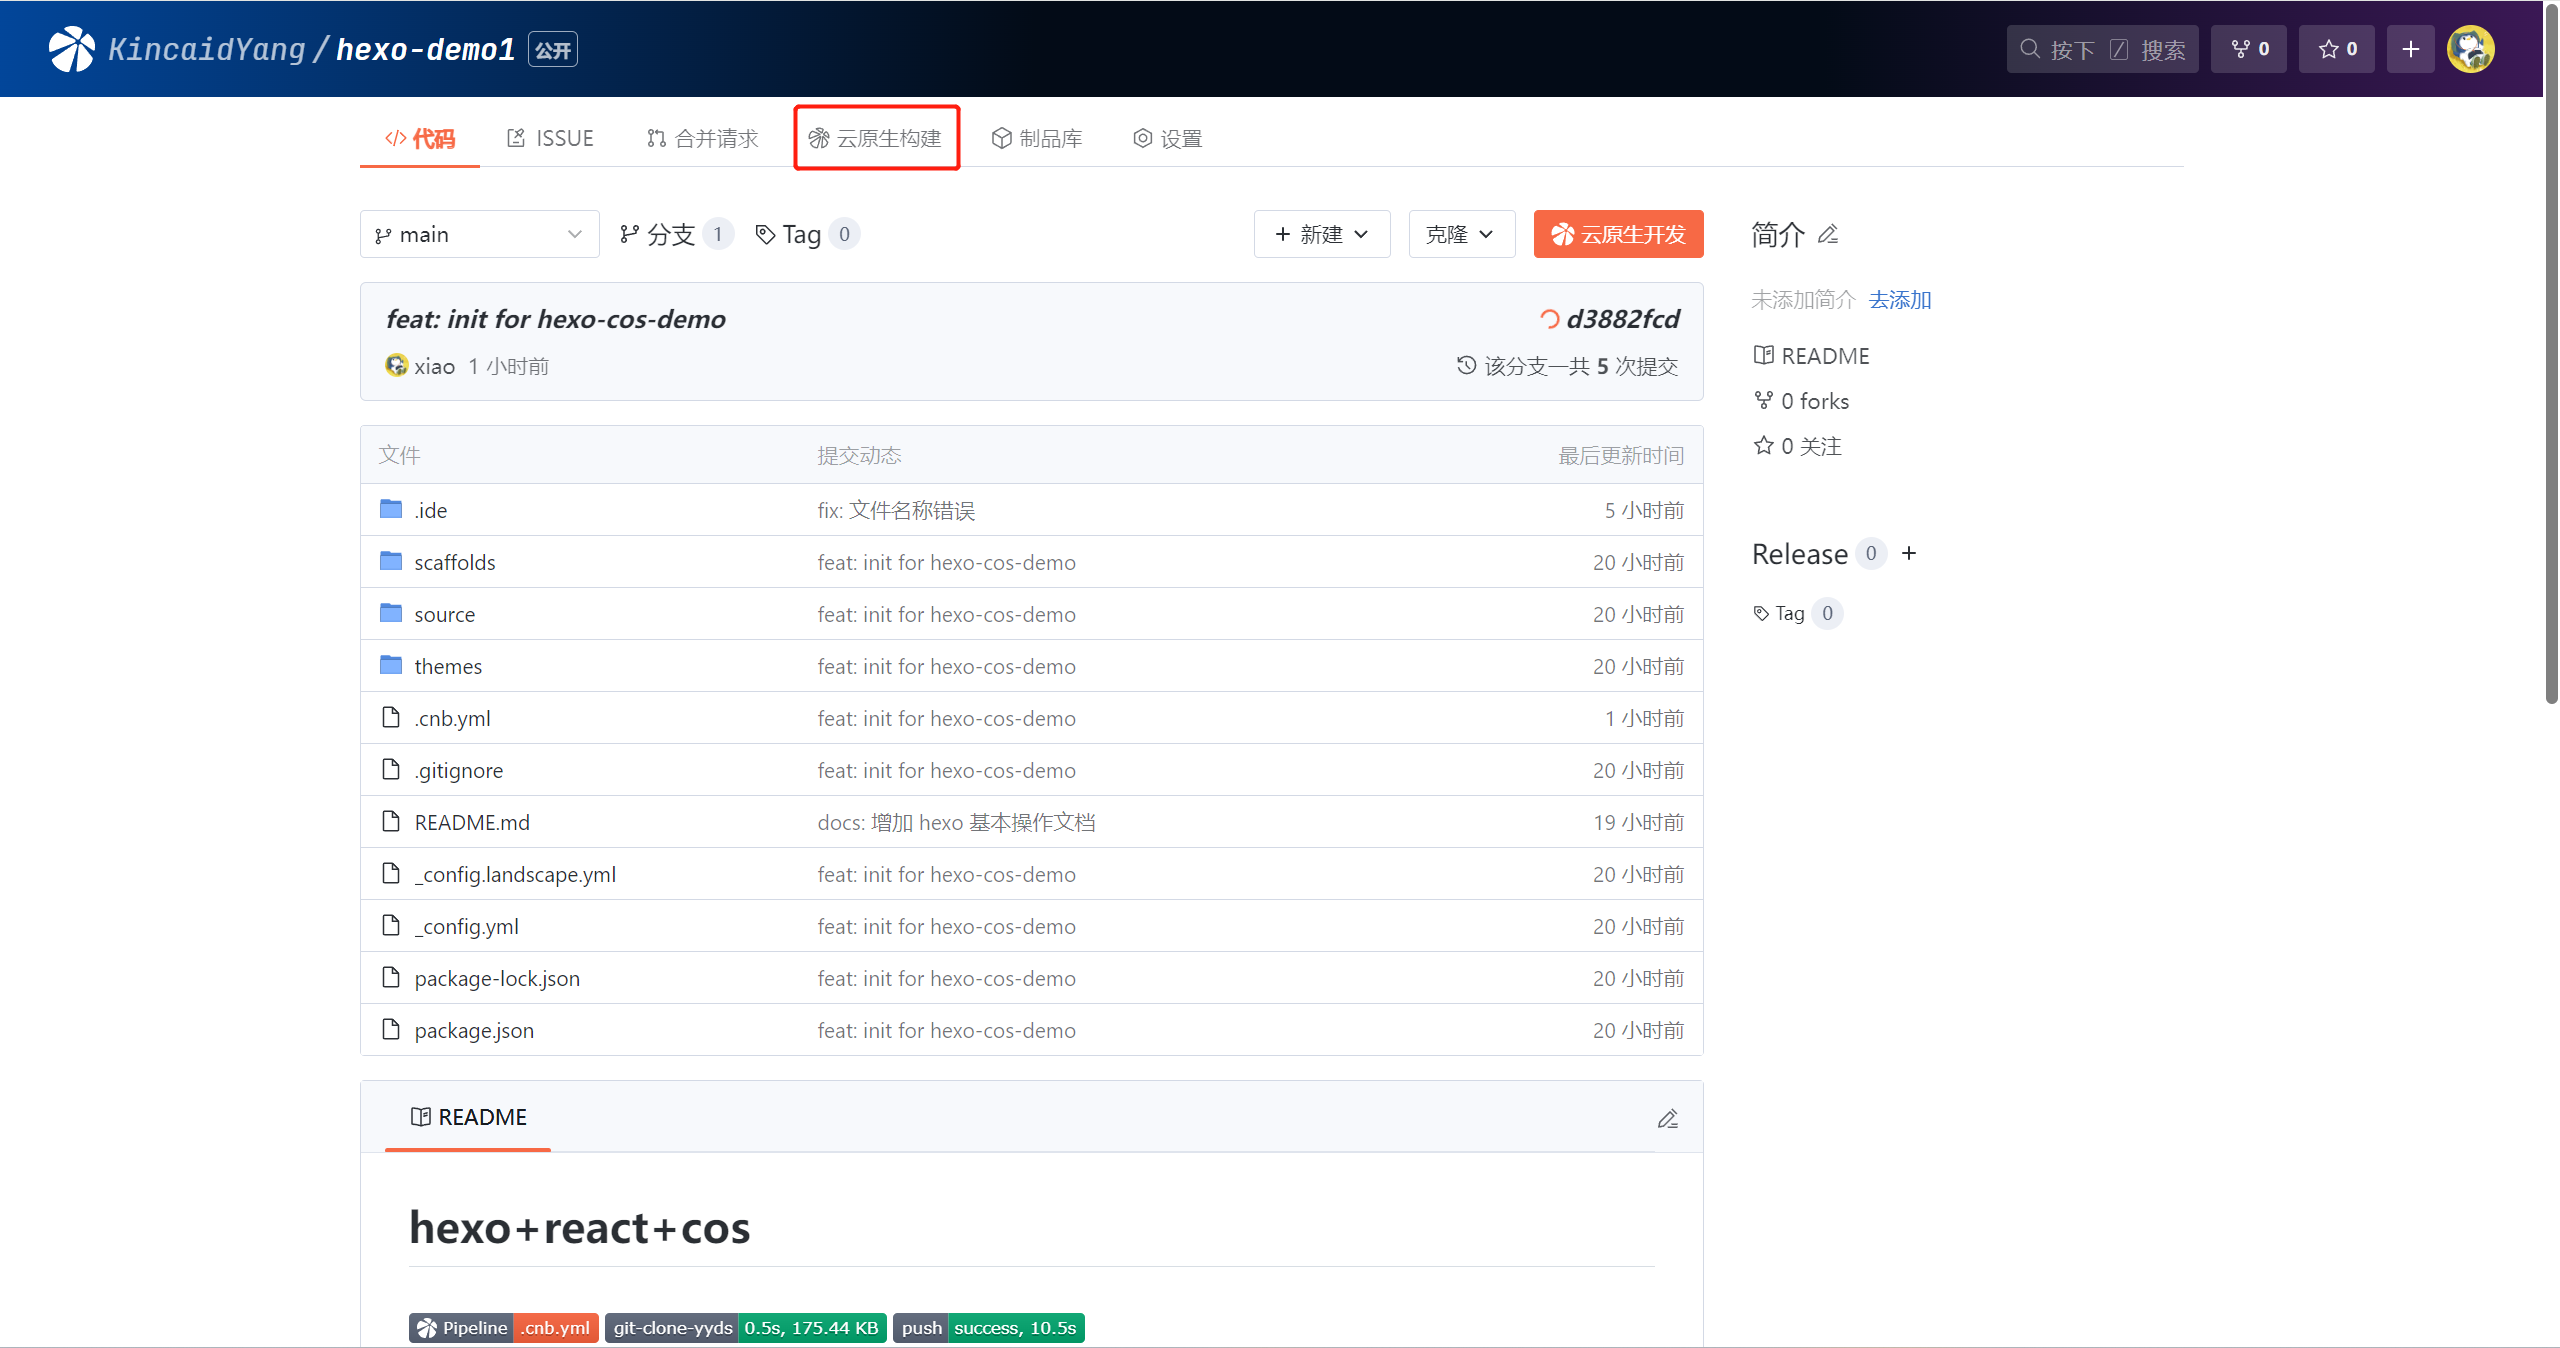 KincaidYang / hexo-demo1 公开
按下 / 搜索 0 0
代码 ISSUE 合并请求 云原生构建 制品库 设置
main 分支 1 Tag 0 新建 克隆 云原生开发
feat: init for hexo-cos-demo d3882fcd
xiao 1 小时前 该分支一共 5 次提交
文件 提交动态 最后更新时间
.ide fix: 文件名称错误 5 小时前
scaffolds feat: init for hexo-cos-demo 20 小时前
source feat: init for hexo-cos-demo 20 小时前
themes feat: init for hexo-cos-demo 20 小时前
.cnb.yml feat: init for hexo-cos-demo 1 小时前
.gitignore feat: init for hexo-cos-demo 20 小时前
README.md docs: 增加 hexo 基本操作文档 19 小时前
_config.landscape.yml feat: init for hexo-cos-demo 20 小时前
_config.yml feat: init for hexo-cos-demo 20 小时前
package-lock.json feat: init for hexo-cos-demo 20 小时前
package.json feat: init for hexo-cos-demo 20 小时前
README
hexo+react+cos
Pipeline .cnb.yml git-clone-yyds 0.5s, 175.44 KB push success, 10.5s
简介
未添加简介 去添加
README
0 forks
0 关注
Release 0 +
Tag 0